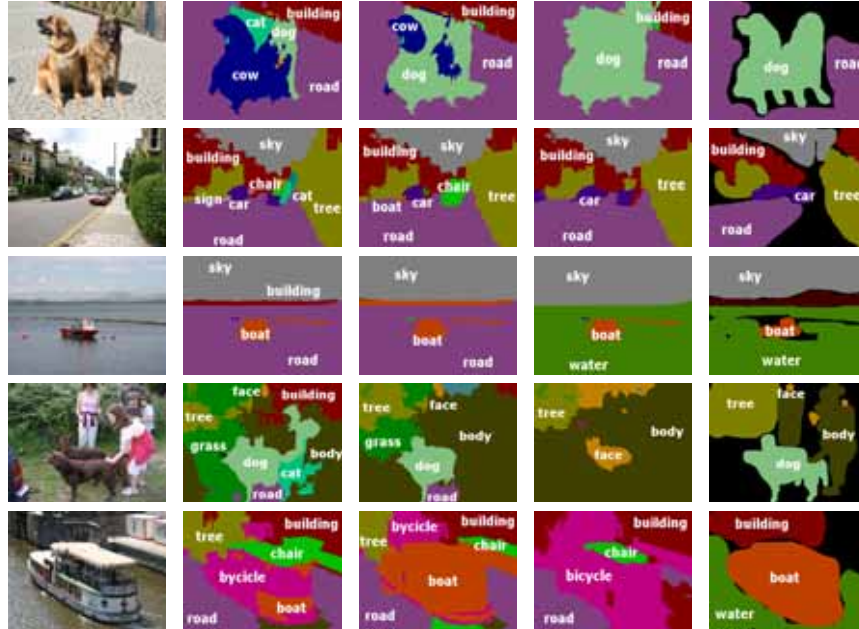 cat building
dog
cow
road
cow
dog
road
building
dog
road
dog
sky
building
chair
sign car cat tree
road
sky
building
chair
boat car tree
road
sky
building
tree
car
road
sky
building
car tree
road
sky
building
boat
road
sky
boat
road
sky
boat
water
sky
boat
water
face building
tree
grass
body
dog cat
road
face
tree
grass body
dog
road
tree
body
face
tree face
body
dog
building
tree
chair
bycicle
boat
road
bycicle building
chair
tree
boat
road
building
chair
bicycle
road
building
boat
water